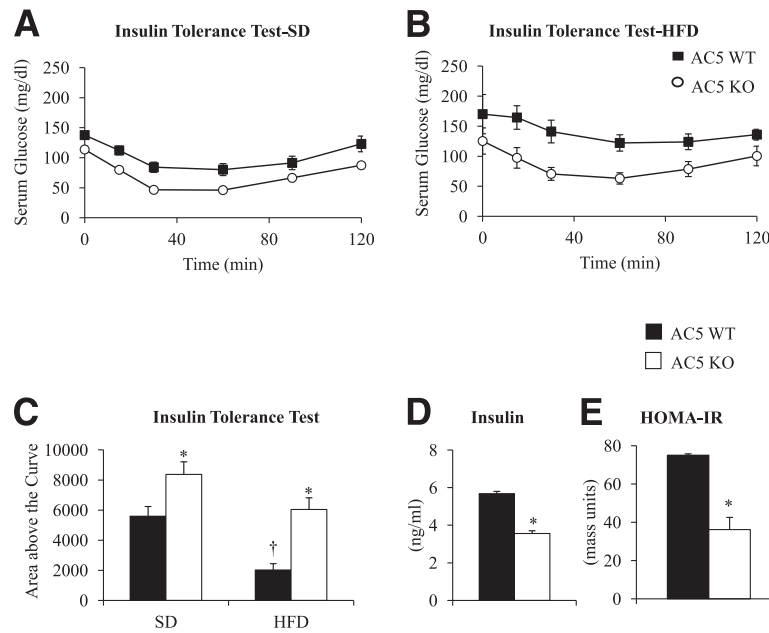 A
Insulin Tolerance Test-SD
Serum Glucose (mg/dl)
250
200
150
100
50
0
0 40 80 120
Time (min)
B
Insulin Tolerance Test-HFD
AC5 WT
AC5 KO
Serum Glucose (mg/dl)
250
200
150
100
50
0
0 40 80 120
Time (min)
AC5 WT
AC5 KO
C
Insulin Tolerance Test
Area above the Curve
10000
8000
6000
4000
2000
0
*
†
*
SD HFD
D
Insulin
(ng/ml)
8
6
4
2
0
*
E
HOMA-IR
(mass units)
80
60
40
20
0
*